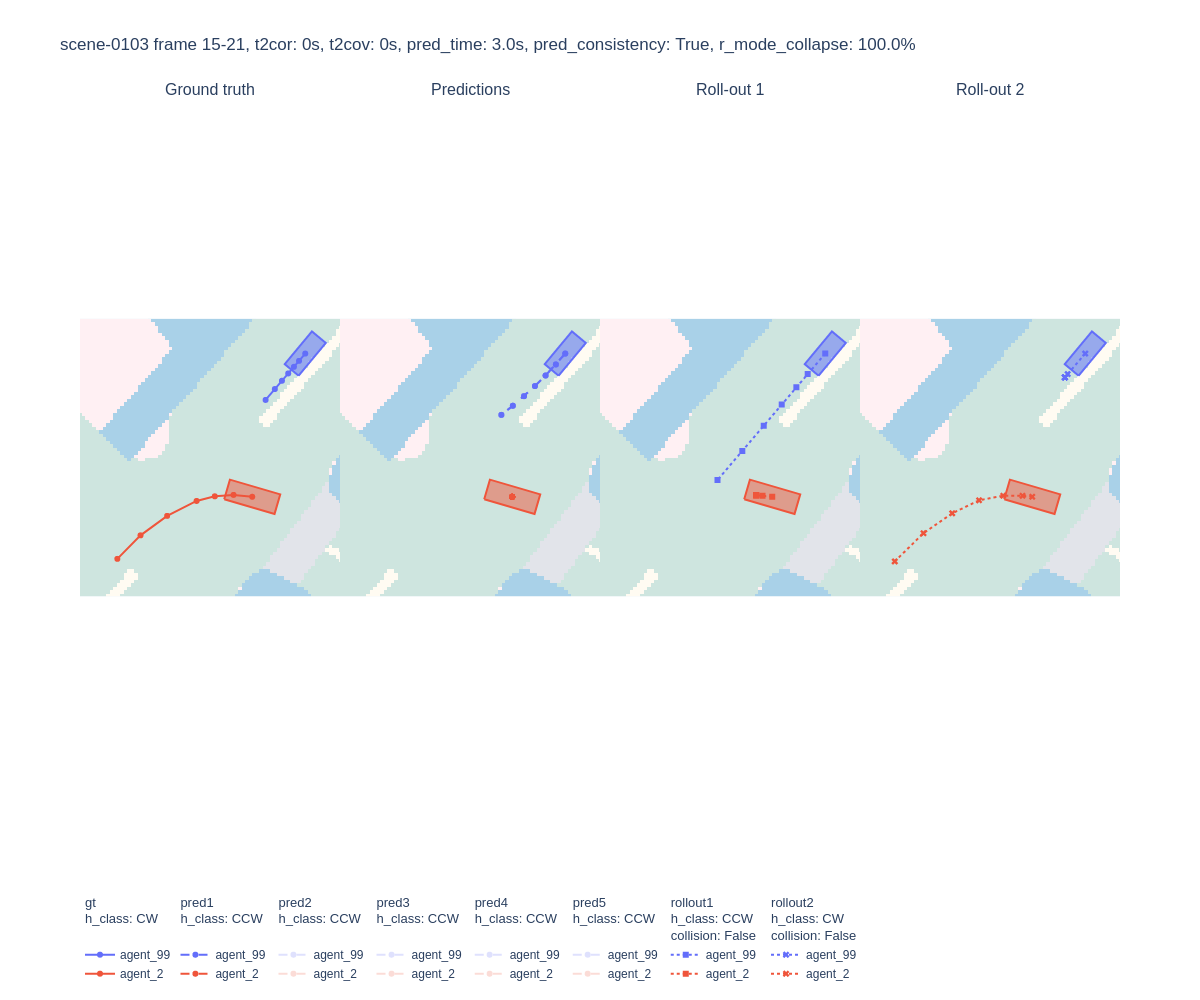 scene-0103 frame 15-21, t2cor: 0s, t2cov: 0s, pred_time: 3.0s, pred_consistency: True, r_mode_collapse: 100.0%
Ground truth
Predictions
Roll-out 1
Roll-out 2
gt
h_class: CW
agent_99
agent_2
pred1
h_class: CCW
agent_99
agent_2
pred2
h_class: CCW
agent_99
agent_2
pred3
h_class: CCW
agent_99
agent_2
pred4
h_class: CCW
agent_99
agent_2
pred5
h_class: CCW
agent_99
agent_2
rollout1
h_class: CCW
collision: False
agent_99
agent_2
rollout2
h_class: CW
collision: False
agent_99
agent_2